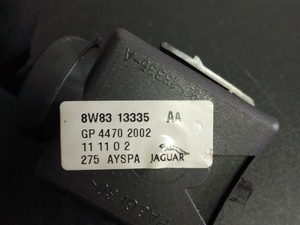 8W83 13335 AA
GP 4470 2002
11 11 0 2
275 AYSPA JAGUAR